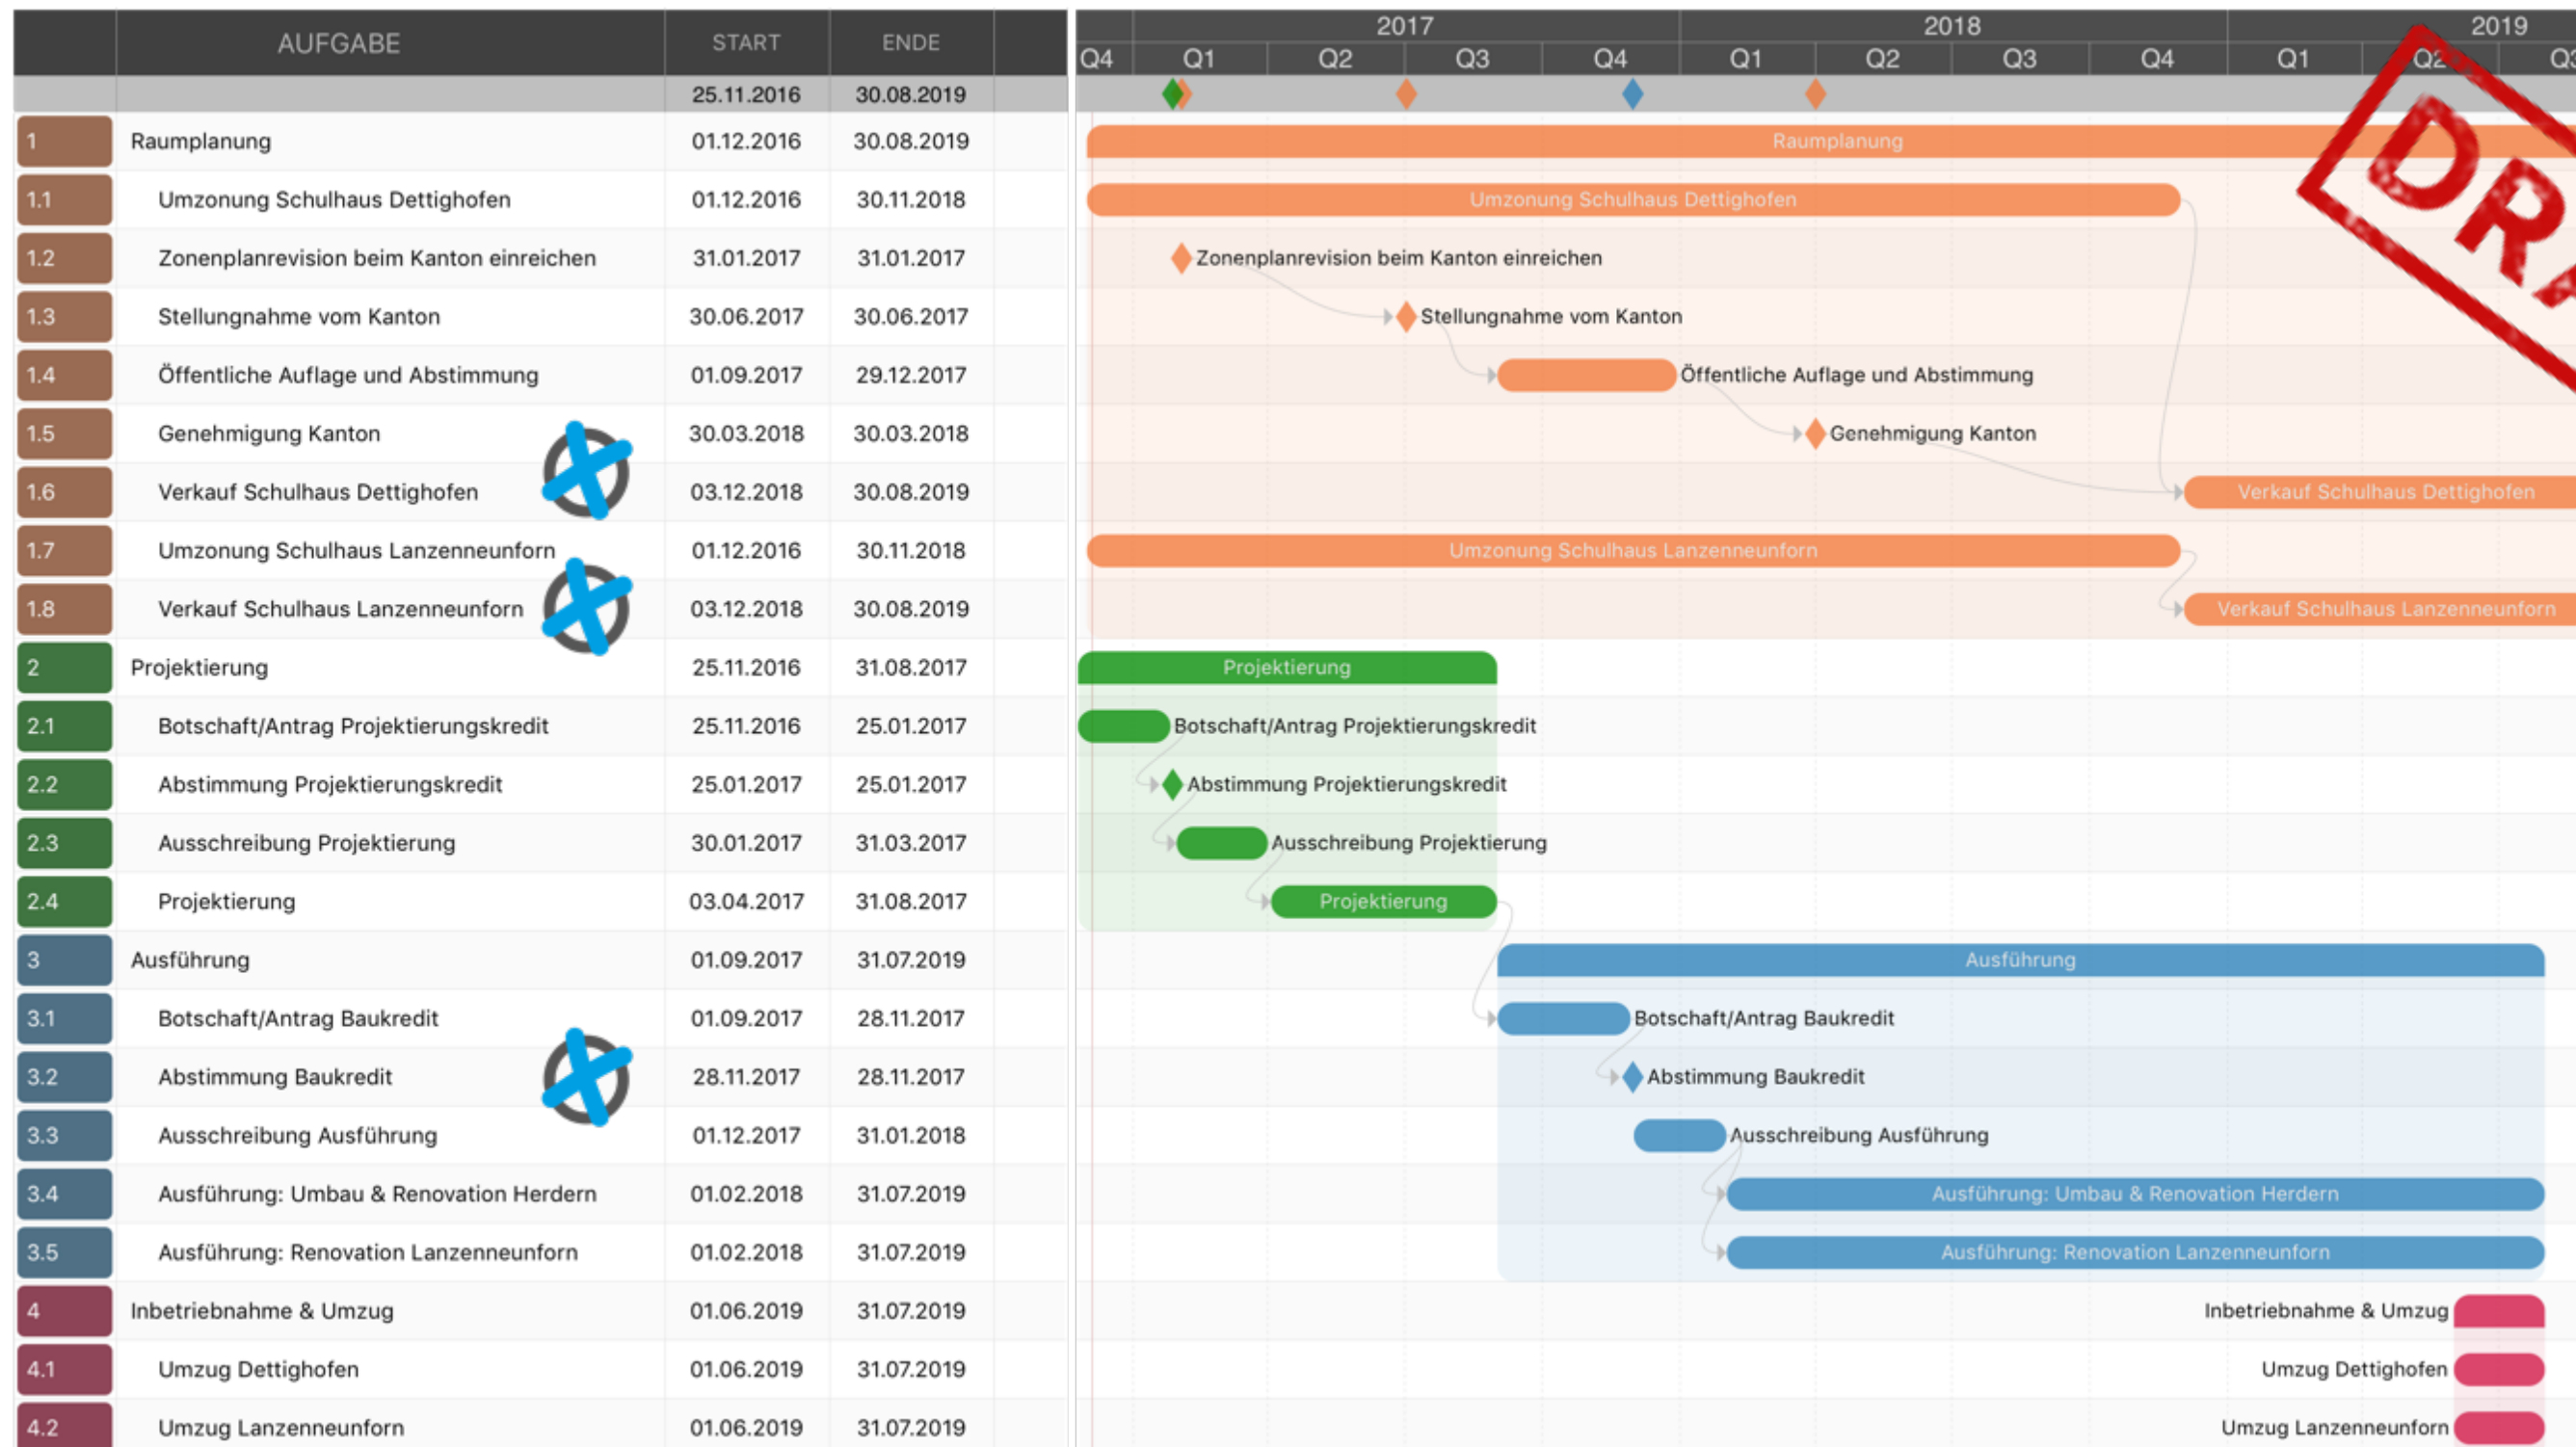 AUFGABE START ENDE
2017 2018 2019
Q4 Q1 Q2 Q3 Q4 Q1 Q2 Q3 Q4 Q1 Q2
25.11.2016 30.08.2019
1 Raumplanung 01.12.2016 30.08.2019 Raumplanung
1.1 Umzonung Schulhaus Dettighofen 01.12.2016 30.11.2018 Umzonung Schulhaus Dettighofen
1.2 Zonenplanrevision beim Kanton einreichen 31.01.2017 31.01.2017 Zonenplanrevision beim Kanton einreichen
1.3 Stellungnahme vom Kanton 30.06.2017 30.06.2017 Stellungnahme vom Kanton
1.4 Öffentliche Auflage und Abstimmung 01.09.2017 29.12.2017 Öffentliche Auflage und Abstimmung
1.5 Genehmigung Kanton 30.03.2018 30.03.2018 Genehmigung Kanton
1.6 Verkauf Schulhaus Dettighofen 03.12.2018 30.08.2019 Verkauf Schulhaus Dettighofen
1.7 Umzonung Schulhaus Lanzenneunforn 01.12.2016 30.11.2018 Umzonung Schulhaus Lanzenneunforn
1.8 Verkauf Schulhaus Lanzenneunforn 03.12.2018 30.08.2019 Verkauf Schulhaus Lanzenneunforn
2 Projektierung 25.11.2016 31.08.2017 Projektierung
2.1 Botschaft/Antrag Projektierungskredit 25.11.2016 25.01.2017 Botschaft/Antrag Projektierungskredit
2.2 Abstimmung Projektierungskredit 25.01.2017 25.01.2017 Abstimmung Projektierungskredit
2.3 Ausschreibung Projektierung 30.01.2017 31.03.2017 Ausschreibung Projektierung
2.4 Projektierung 03.04.2017 31.08.2017 Projektierung
3 Ausführung 01.09.2017 31.07.2019 Ausführung
3.1 Botschaft/Antrag Baukredit 01.09.2017 28.11.2017 Botschaft/Antrag Baukredit
3.2 Abstimmung Baukredit 28.11.2017 28.11.2017 Abstimmung Baukredit
3.3 Ausschreibung Ausführung 01.12.2017 31.01.2018 Ausschreibung Ausführung
3.4 Ausführung: Umbau & Renovation Herdern 01.02.2018 31.07.2019 Ausführung: Umbau & Renovation Herdern
3.5 Ausführung: Renovation Lanzenneunforn 01.02.2018 31.07.2019 Ausführung: Renovation Lanzenneunforn
4 Inbetriebnahme & Umzug 01.06.2019 31.07.2019 Inbetriebnahme & Umzug
4.1 Umzug Dettighofen 01.06.2019 31.07.2019 Umzug Dettighofen
4.2 Umzug Lanzenneunforn 01.06.2019 31.07.2019 Umzug Lanzenneunforn